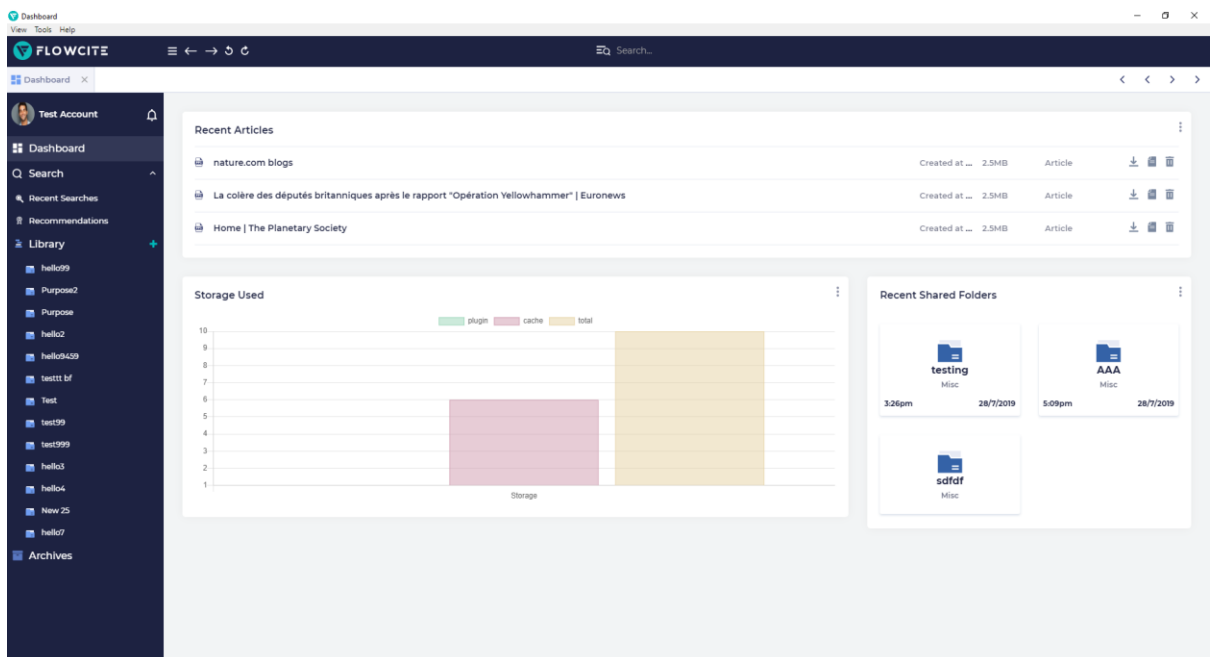 Dashboard
View Tools Help
FLOWCITE
Search...
Dashboard
Test Account
Dashboard
Search
Recent Searches
Recommendations
Library
hello99
Purpose2
Purpose
hello2
hello9459
testtt bf
Test
test99
test999
hello3
hello4
New 25
hello7
Archives
Recent Articles
nature.com blogs Created at ... 2.5MB Article
La colère des députés britanniques après le rapport "Opération Yellowhammer" | Euronews Created at ... 2.5MB Article
Home | The Planetary Society Created at ... 2.5MB Article
Storage Used
plugin cache total
10
9
8
7
6
5
4
3
2
1
Storage
Recent Shared Folders
testing
Misc
3:26pm 28/7/2019
AAA
Misc
5:09pm 28/7/2019
sdfdf
Misc